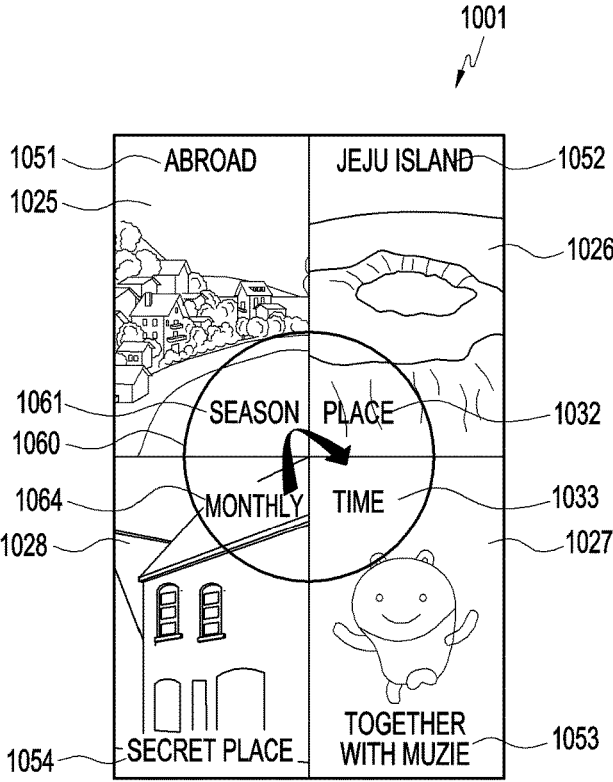 1001
1051 ABROAD JEJU ISLAND 1052
1025
1026
1061 SEASON PLACE 1032
1060
1064 MONTHLY TIME 1033
1028 1027
TOGETHER
WITH MUZIE 1053
1054 SECRET PLACE